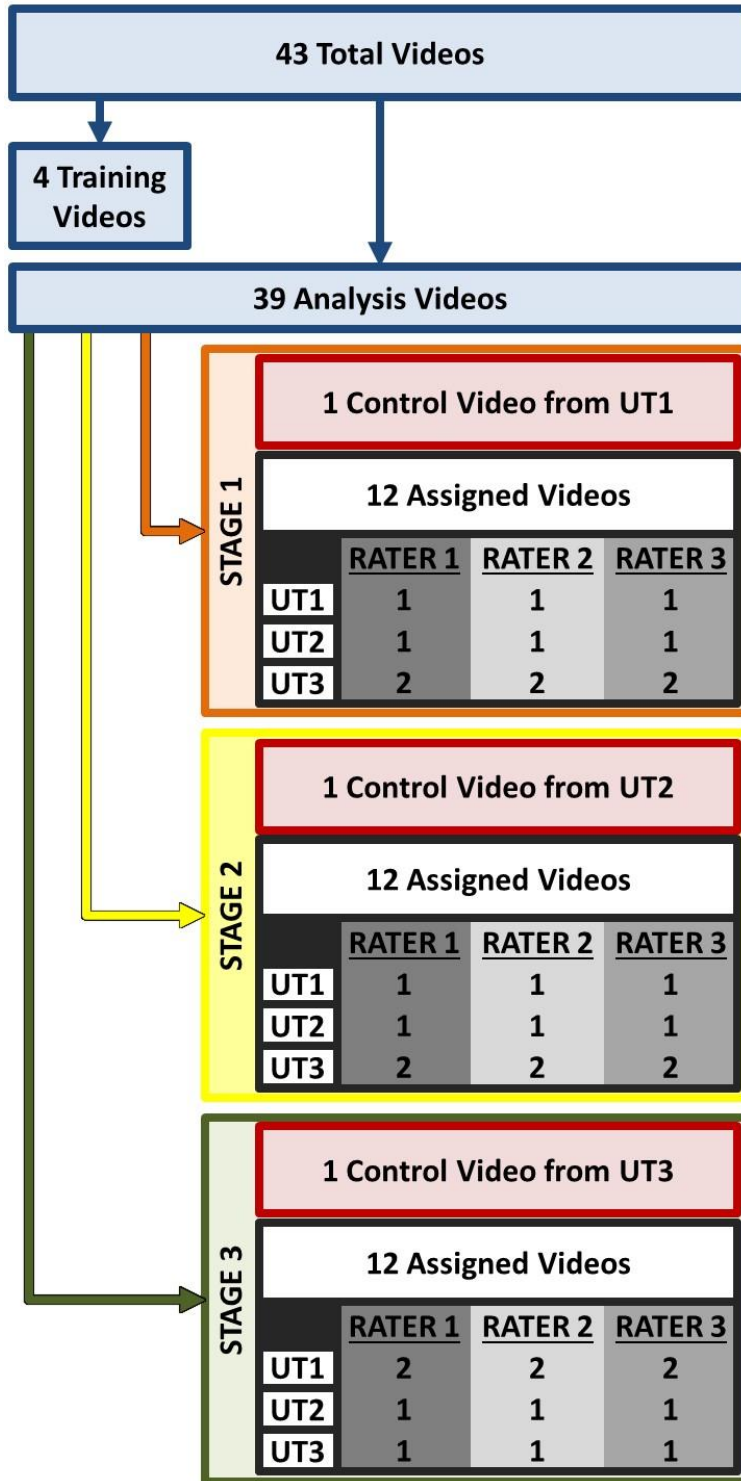 43 Total Videos
4 Training
Videos
39 Analysis Videos
STAGE 1
1 Control Video from UT1
12 Assigned Videos
RATER 1 RATER 2 RATER 3
UT1 1 1 1
UT2 1 1 1
UT3 2 2 2
STAGE 2
1 Control Video from UT2
12 Assigned Videos
RATER 1 RATER 2 RATER 3
UT1 1 1 1
UT2 1 1 1
UT3 2 2 2
STAGE 3
1 Control Video from UT3
12 Assigned Videos
RATER 1 RATER 2 RATER 3
UT1 2 2 2
UT2 1 1 1
UT3 1 1 1